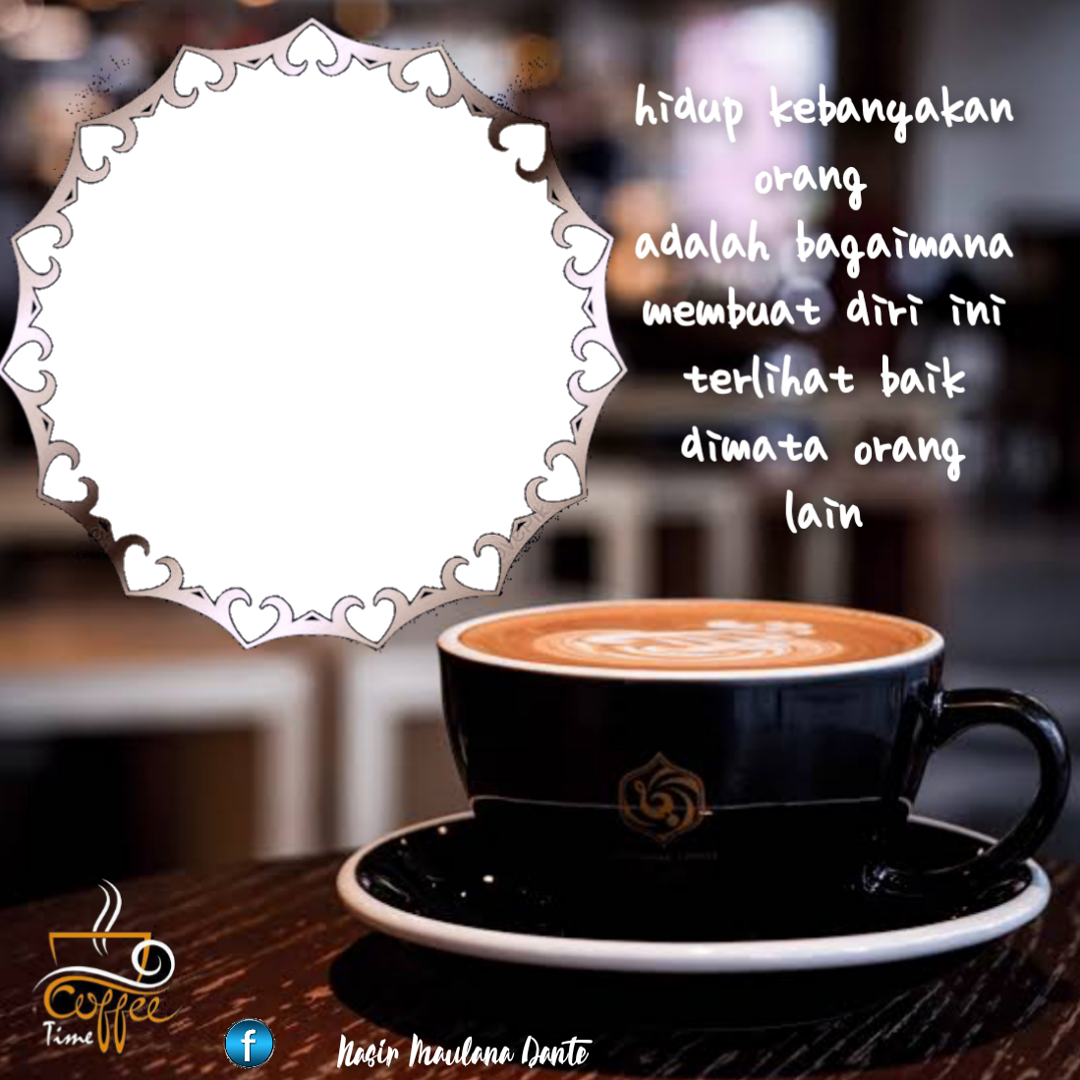 hidup kebanyakan
orang
adalah bagaimana
membuat diri ini
terlihat baik
dimata orang
lain
Coffee
Time
f
Nasir Maulana Dante